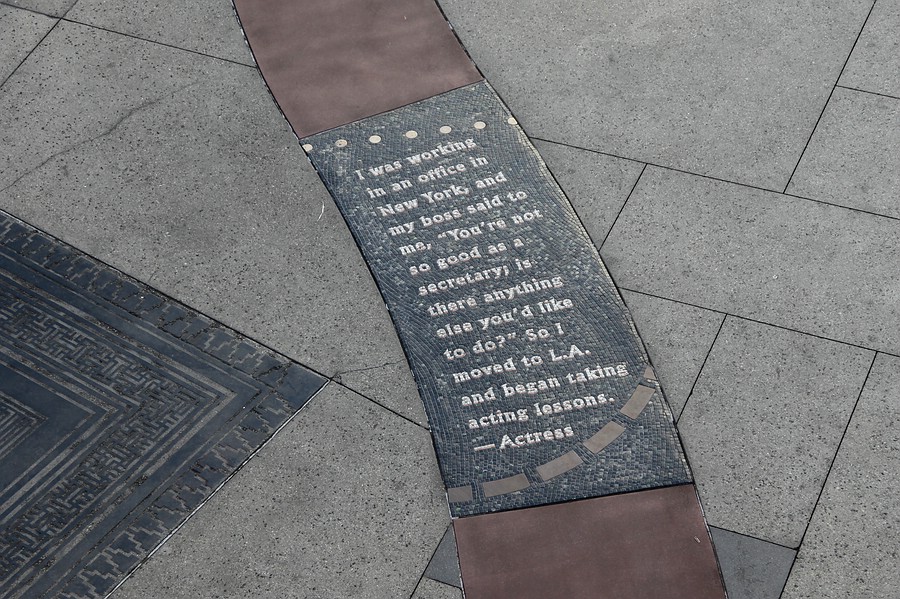 I was working
in an office in
New York, and
my boss said to
me, “You’re not
so good as a
secretary; is
there anything
else you’d like
to do?” So I
moved to L.A.
and began taking
acting lessons.
— Actress